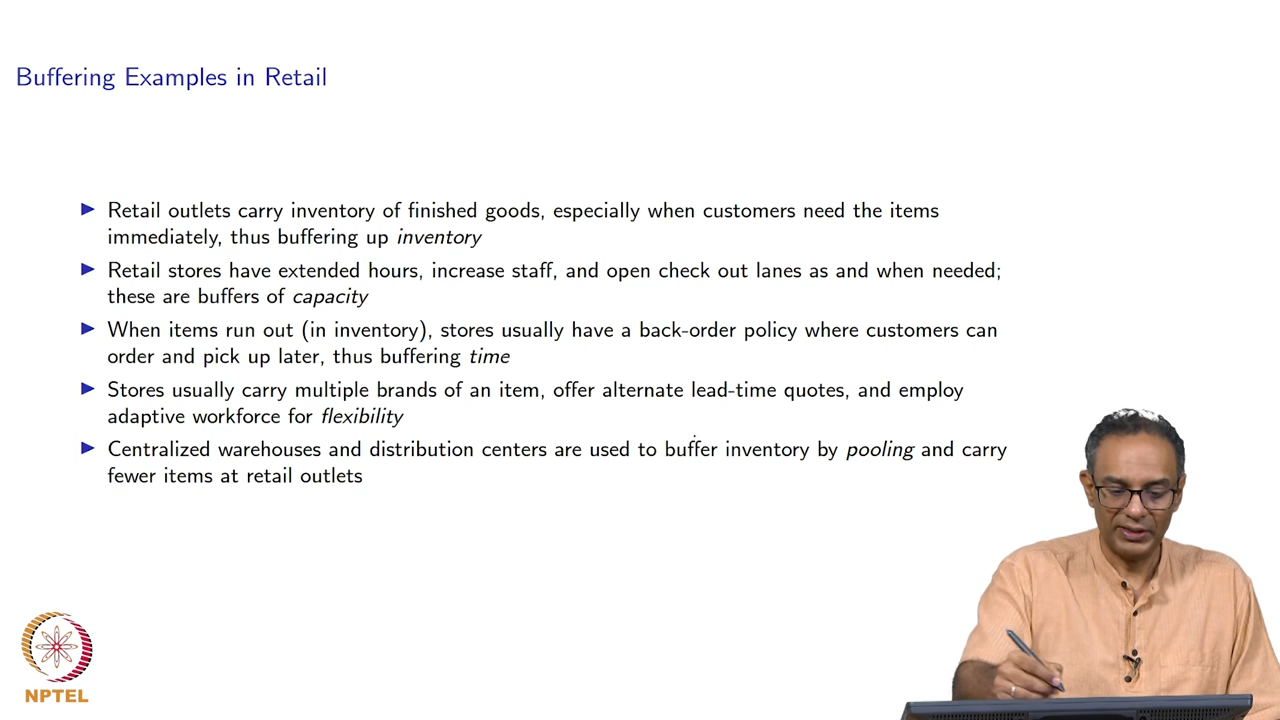 Buffering Examples in Retail
Retail outlets carry inventory of finished goods, especially when customers need the items
immediately, thus buffering up inventory
Retail stores have extended hours, increase staff, and open check out lanes as and when needed;
these are buffers of capacity
When items run out (in inventory), stores usually have a back-order policy where customers can
order and pick up later, thus buffering time
Stores usually carry multiple brands of an item, offer alternate lead-time quotes, and employ
adaptive workforce for flexibility
Centralized warehouses and distribution centers are used to buffer inventory by pooling and carry
fewer items at retail outlets
NPTEL